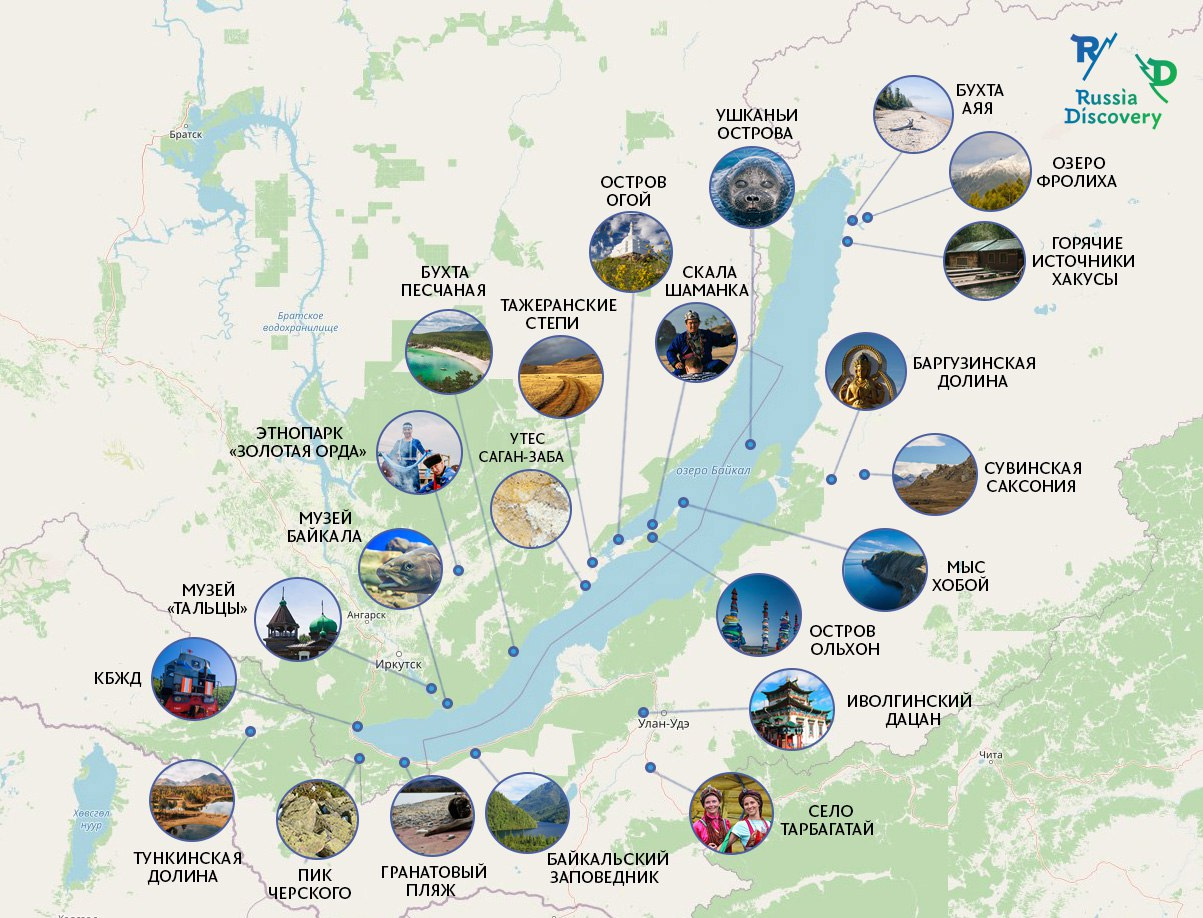 Russia
Discovery
БУХТА
АЯЯ
УШКАНЬИ
ОСТРОВА
Братск
ОЗЕРО
ФРОЛИХА
ОСТРОВ
ОГОЙ
ГОРЯЧИЕ
ИСТОЧНИКИ
ХАКУСЫ
БУХТА
ПЕСЧАНАЯ
СКАЛА
ШАМАНКА
ТАЖЕРАНСКИЕ
СТЕПИ
Братское
водохранилище
БАРГУЗИНСКАЯ
ДОЛИНА
ЭТНОПАРК
«ЗОЛОТАЯ ОРДА»
УТЕС
САГАН-ЗАБА
озеро Байкал
СУВИНСКАЯ
САКСОНИЯ
МУЗЕЙ
БАЙКАЛА
МЫС
ХОБОЙ
МУЗЕЙ
«ТАЛЬЦЫ»
Ангарск
ОСТРОВ
ОЛЬХОН
Иркутск
КБЖД
ИВОЛГИНСКИЙ
ДАЦАН
Улан-Удэ
Чита
Хөвсгөл
нуур
СЕЛО
ТАРБАГАТАЙ
ТУНКИНСКАЯ
ДОЛИНА
ПИК
ЧЕРСКОГО
ГРАНАТОВЫЙ
ПЛЯЖ
БАЙКАЛЬСКИЙ
ЗАПОВЕДНИК